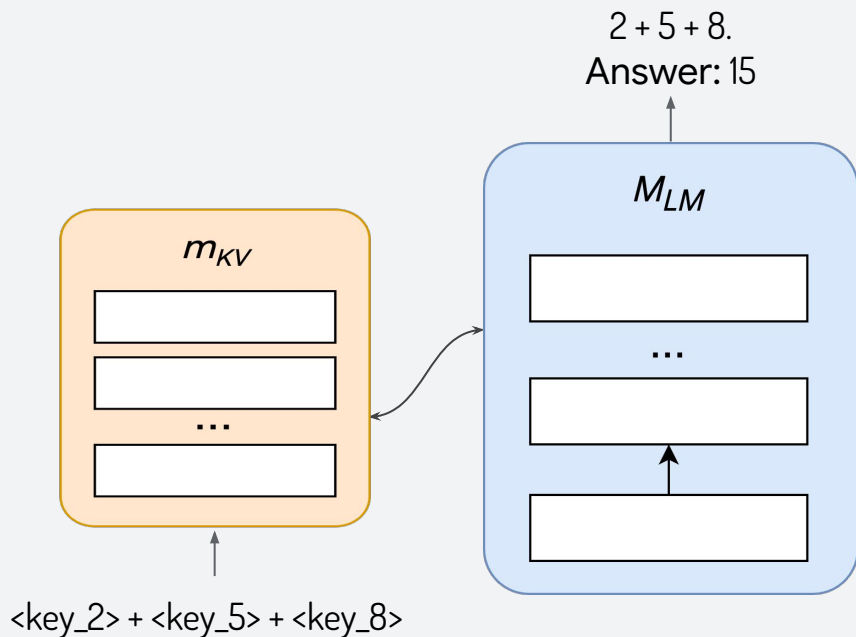 2 + 5 + 8.
Answer: 15
M_LM
m_KV
...
...
<key_2> + <key_5> + <key_8>